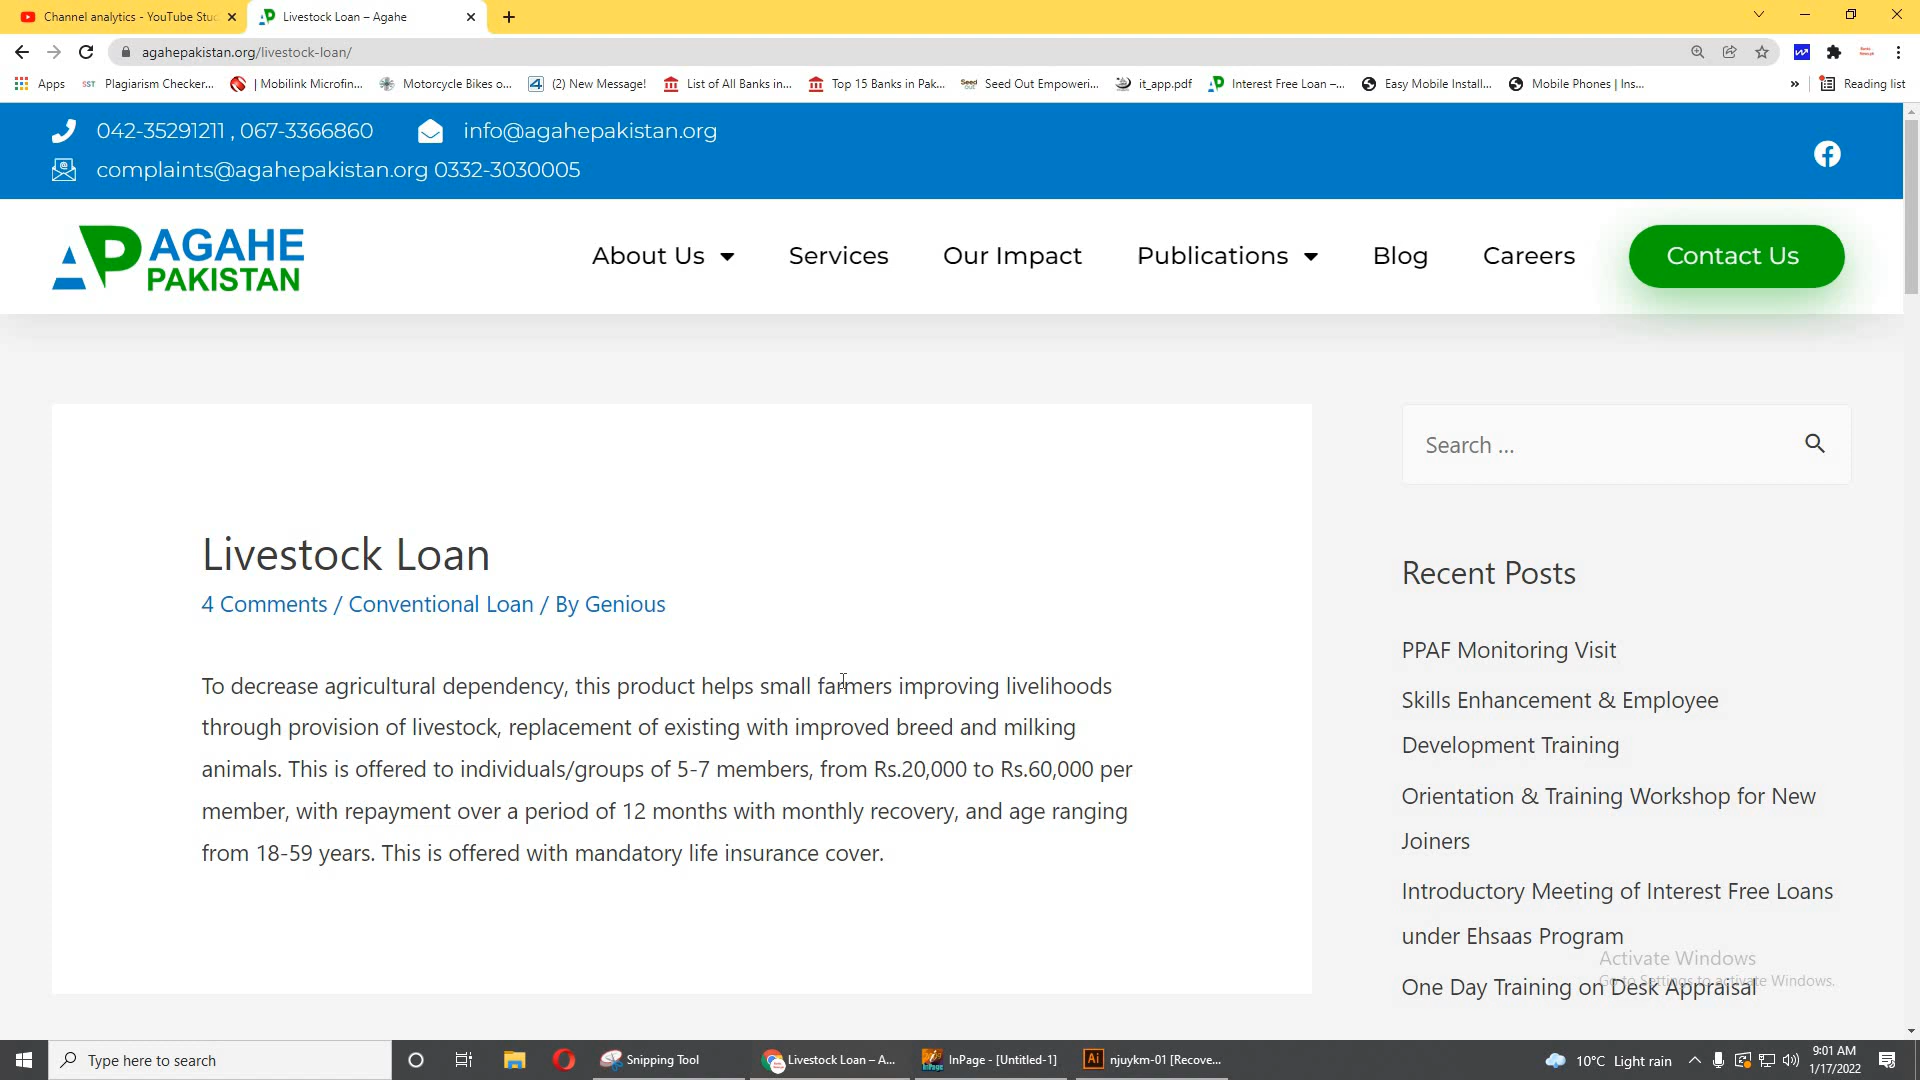 Channel analytics - YouTube Stu
Livestock Loan – Agahe
agahepakistan.org/livestock-loan/
Apps
SST Plagiarism Checker...
| Mobilink Microfin...
Motorcycle Bikes o...
(2) New Message!
List of All Banks in...
Top 15 Banks in Pak...
Seed Out Empoweri...
it_app.pdf
Interest Free Loan –...
Easy Mobile Install...
Mobile Phones | Ins...
»
Reading list
042-35291211 , 067-3366860
info@agahepakistan.org
complaints@agahepakistan.org 0332-3030005
AGAHE
PAKISTAN
About Us
Services
Our Impact
Publications
Blog
Careers
Contact Us
Search ...
Livestock Loan
4 Comments / Conventional Loan / By Genious
To decrease agricultural dependency, this product helps small farmers improving livelihoods
through provision of livestock, replacement of existing with improved breed and milking
animals. This is offered to individuals/groups of 5-7 members, from Rs.20,000 to Rs.60,000 per
member, with repayment over a period of 12 months with monthly recovery, and age ranging
from 18-59 years. This is offered with mandatory life insurance cover.
Recent Posts
PPAF Monitoring Visit
Skills Enhancement & Employee
Development Training
Orientation & Training Workshop for New
Joiners
Introductory Meeting of Interest Free Loans
under Ehsaas Program
One Day Training on Desk Appraisal
Activate Windows
Go to Settings to activate Windows.
Type here to search
Snipping Tool
Livestock Loan – A...
InPage - [Untitled-1]
Ai njuykm-01 [Recove...
10°C Light rain
9:01 AM
1/17/2022